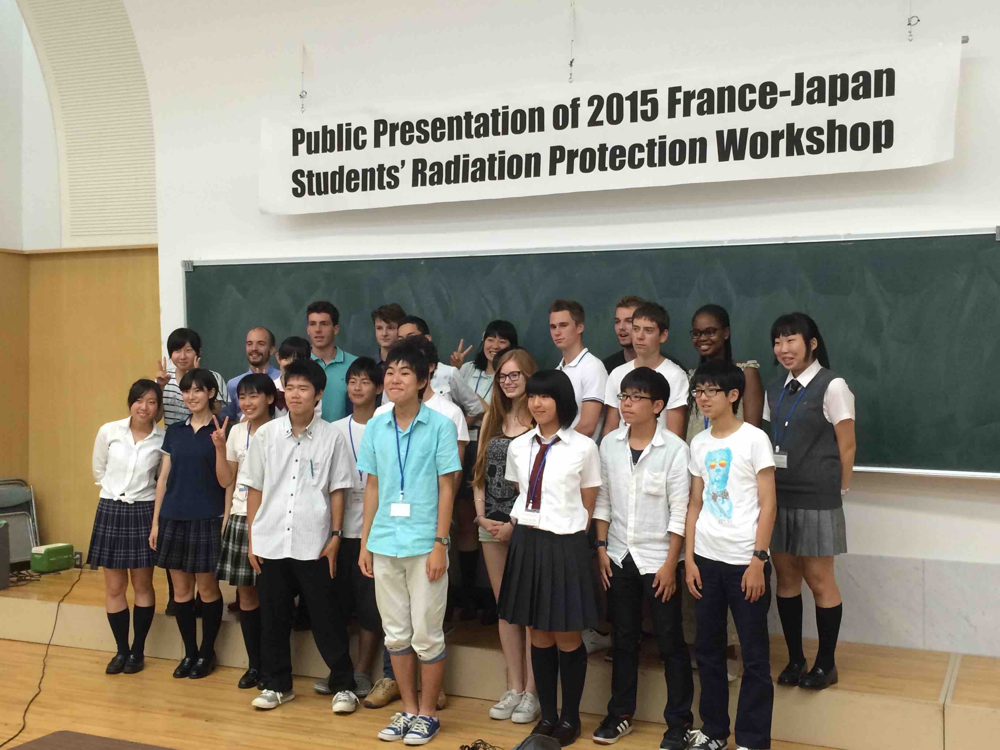 Public Presentation of 2015 France-Japan
Students’ Radiation Protection Workshop